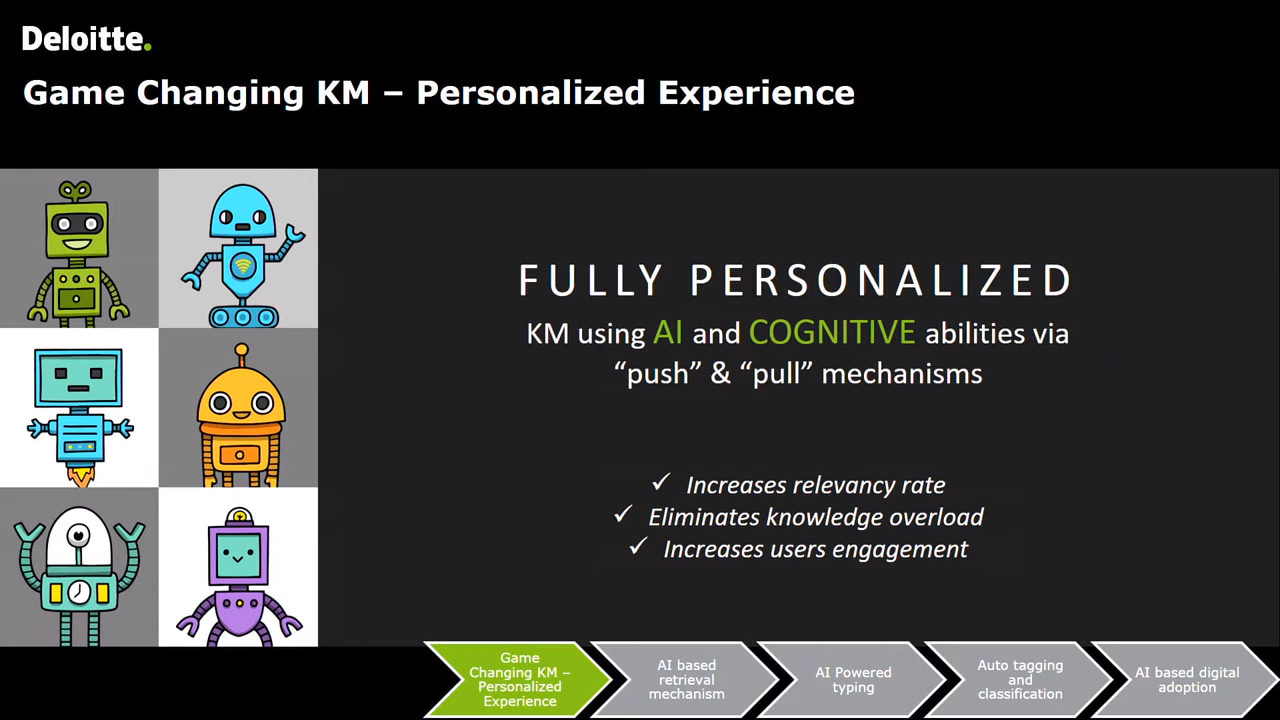 Deloitte.
Game Changing KM – Personalized Experience
FULLY PERSONALIZED
KM using AI and COGNITIVE abilities via
“push” & “pull” mechanisms
✓ Increases relevancy rate
✓ Eliminates knowledge overload
✓ Increases users engagement
Game
Changing KM –
Personalized
Experience
AI based
retrieval
mechanism
AI Powered
typing
Auto tagging
and
classification
AI based digital
adoption